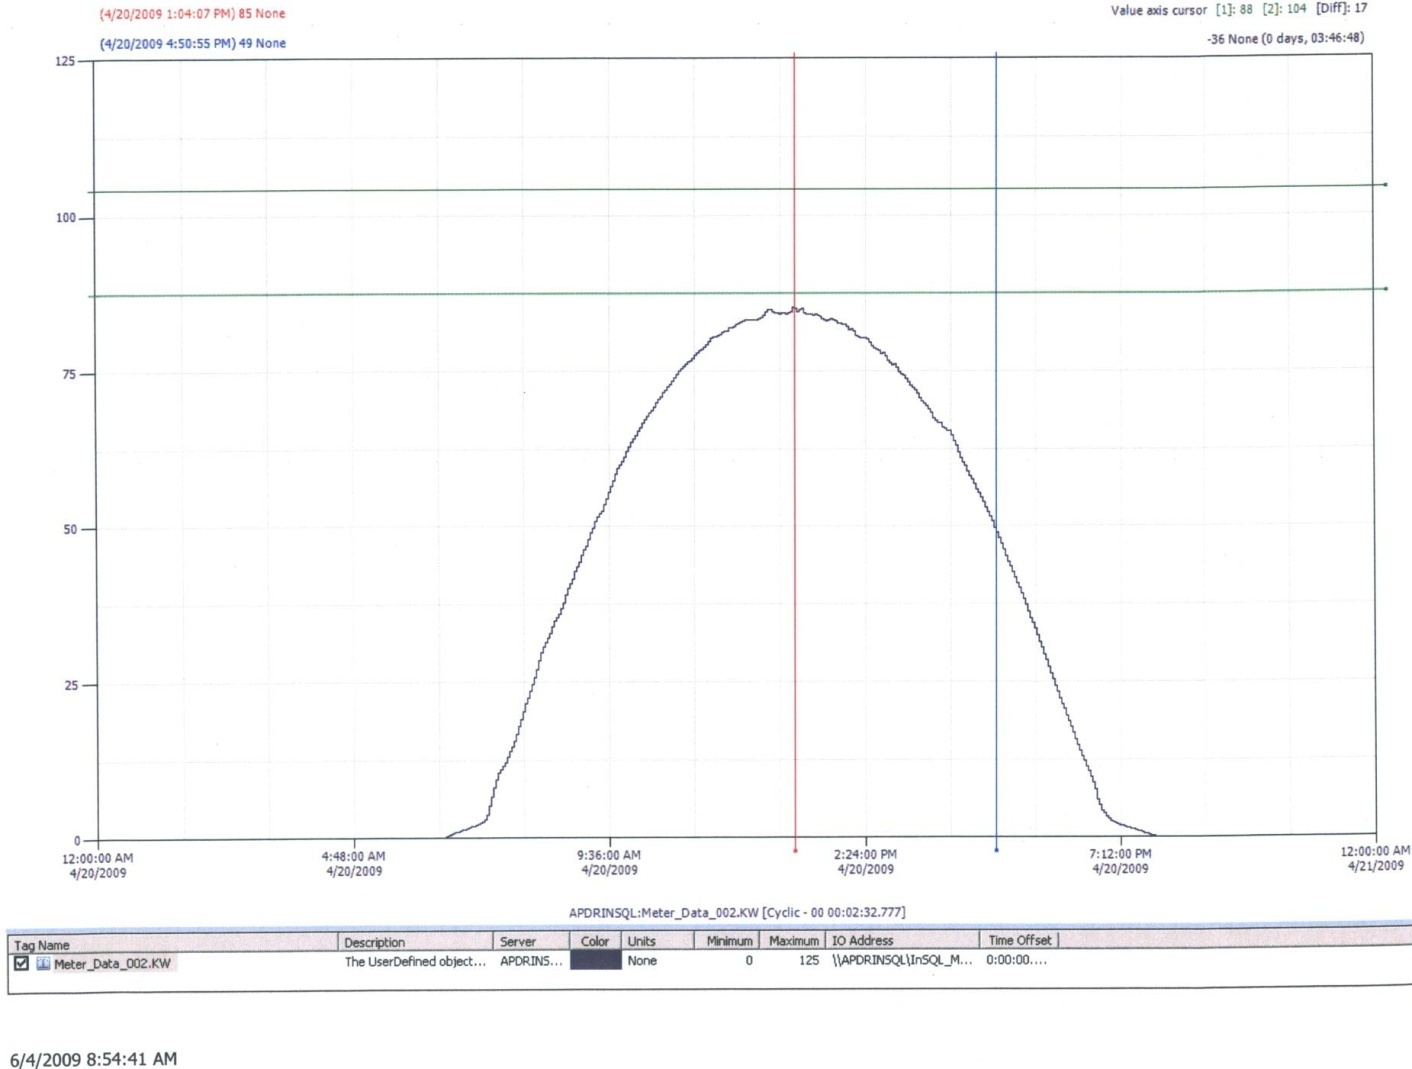 (4/20/2009 1:04:07 PM) 85 None
Value axis cursor [1]: 88 [2]: 104 [Diff]: 17
(4/20/2009 4:50:55 PM) 49 None
-36 None (0 days, 03:46:48)
125
100
75
50
25
0
12:00:00 AM 4:48:00 AM 9:36:00 AM 2:24:00 PM 7:12:00 PM 12:00:00 AM
4/20/2009 4/20/2009 4/20/2009 4/20/2009 4/20/2009 4/21/2009
APDRINSQL:Meter_Data_002.KW [Cyclic - 00 00:02:32.777]
Tag Name Description Server Color Units Minimum Maximum IO Address Time Offset
Meter_Data_002.KW The UserDefined object... APDRINS... None 0 125 \\APDRINSQL\InSQL_M... 0:00:00....
6/4/2009 8:54:41 AM